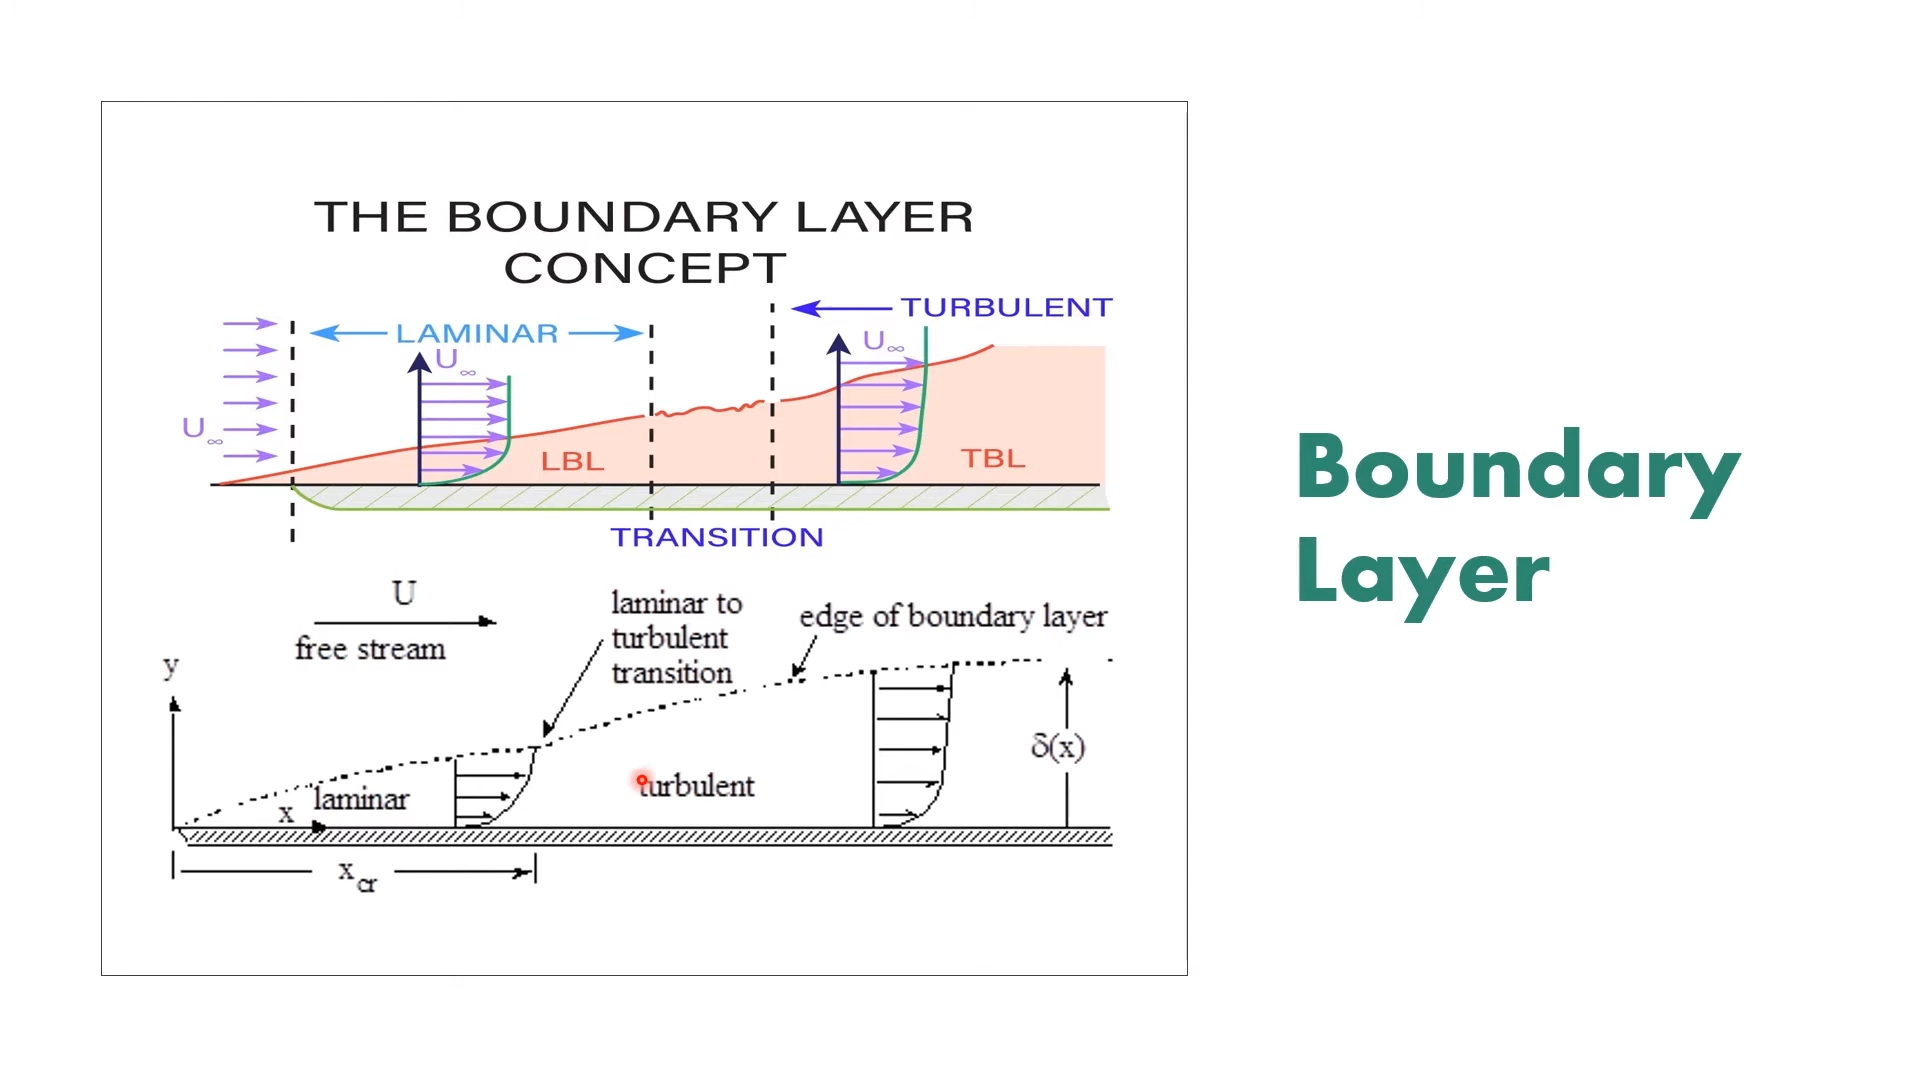 THE BOUNDARY LAYER
CONCEPT
TURBULENT
LAMINAR
U∞
U∞
U∞
LBL
TBL
TRANSITION
U
free stream
laminar to
turbulent
transition
edge of boundary layer
y
δ(x)
laminar
turbulent
x
xcr
Boundary
Layer